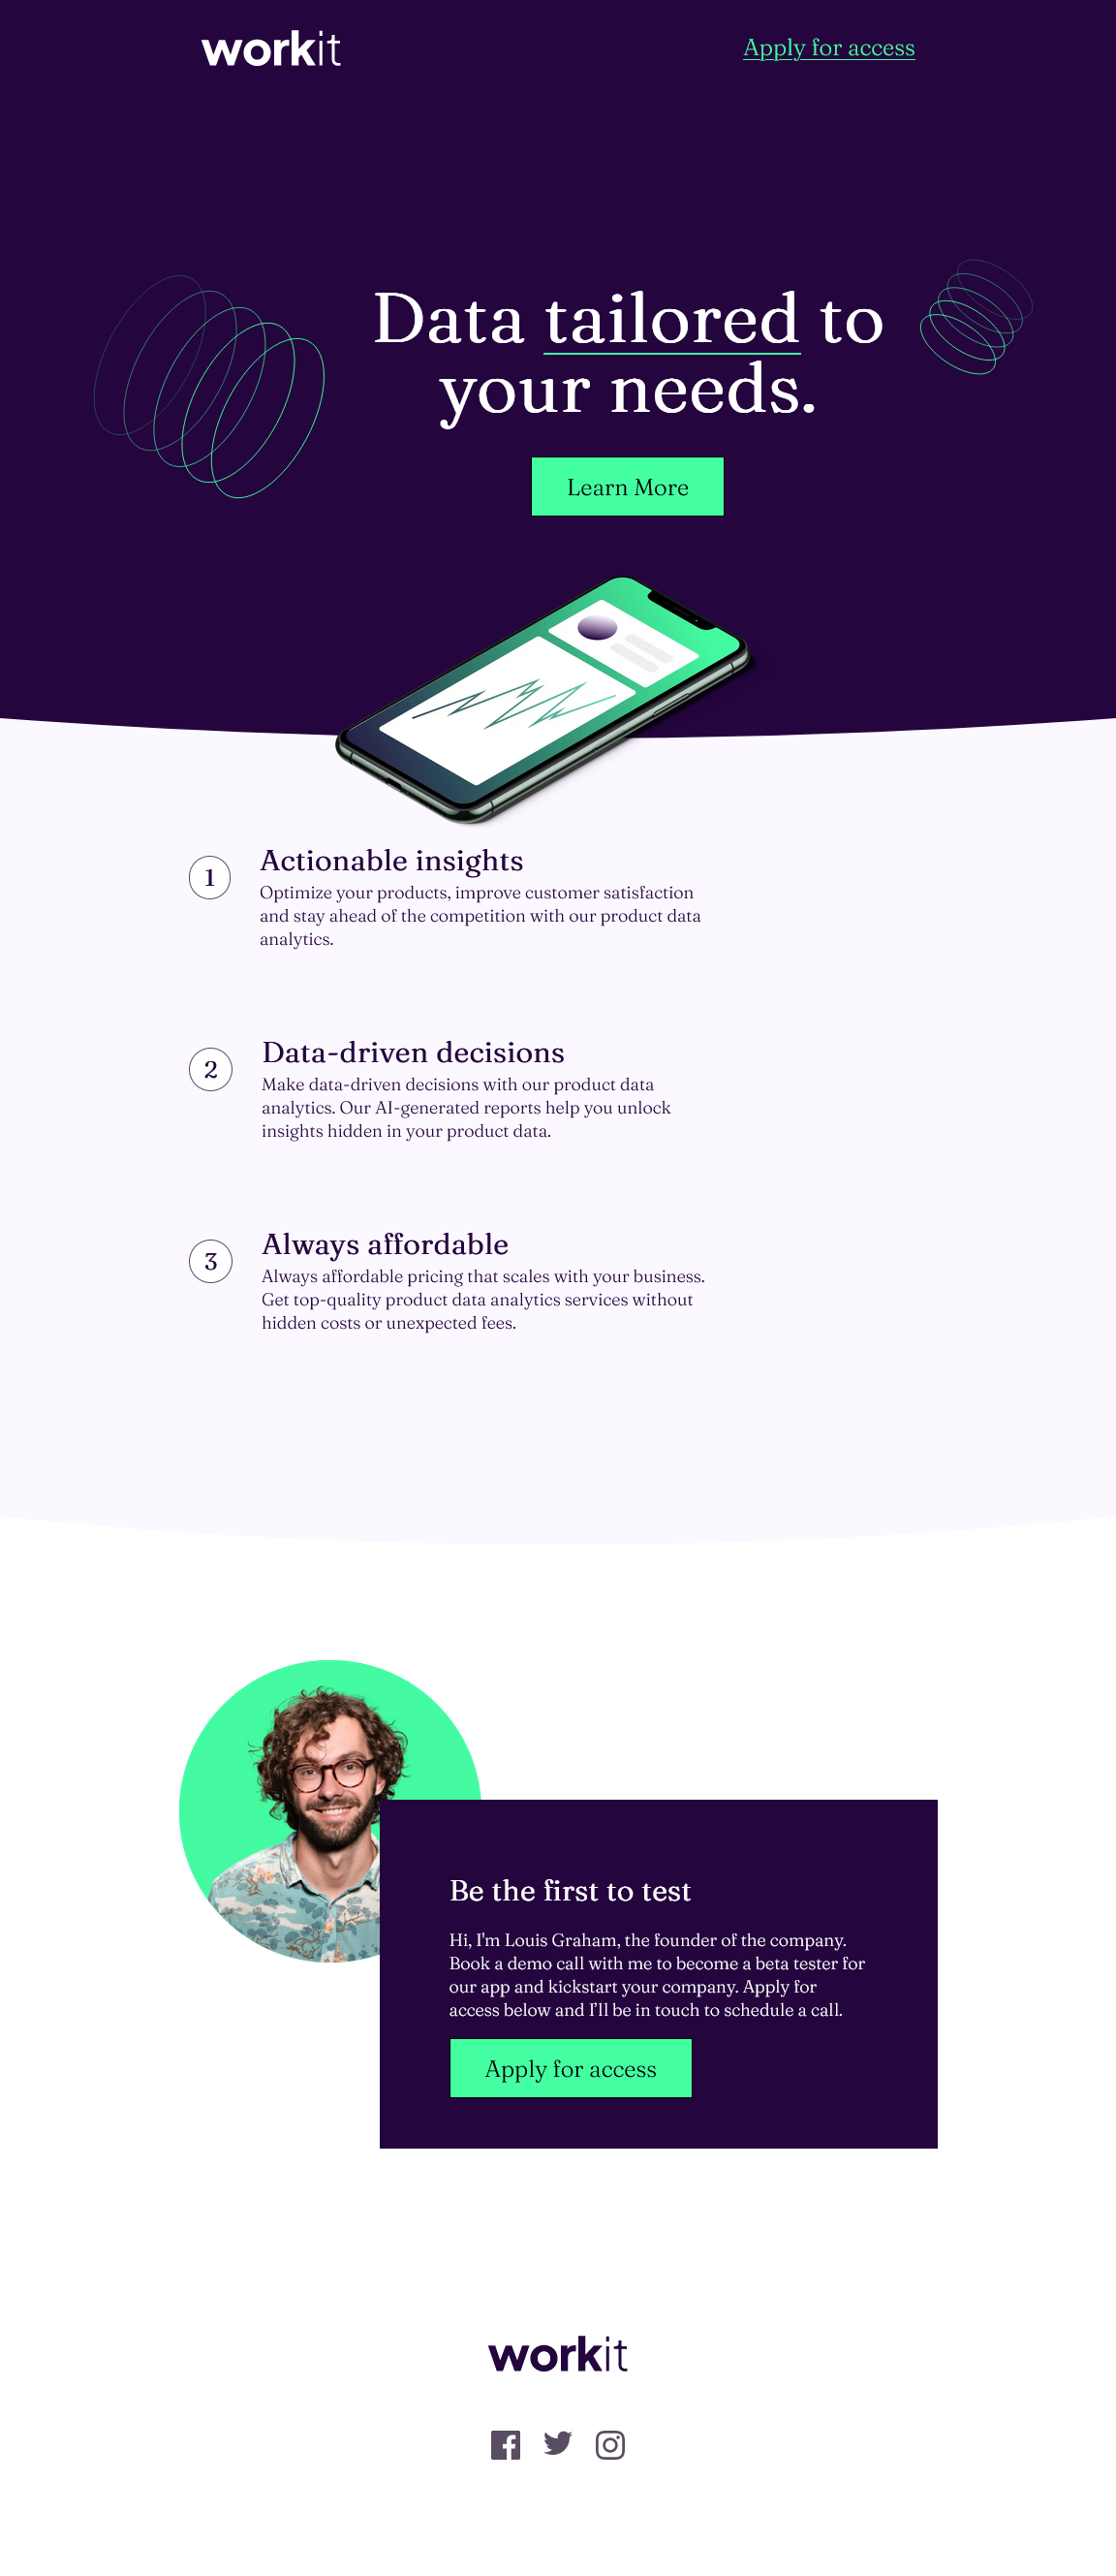 workit
Apply for access
Data tailored to
your needs.
Learn More
1
Actionable insights
Optimize your products, improve customer satisfaction
and stay ahead of the competition with our product data
analytics.
2
Data-driven decisions
Make data-driven decisions with our product data
analytics. Our AI-generated reports help you unlock
insights hidden in your product data.
3
Always affordable
Always affordable pricing that scales with your business.
Get top-quality product data analytics services without
hidden costs or unexpected fees.
Be the first to test
Hi, I'm Louis Graham, the founder of the company.
Book a demo call with me to become a beta tester for
our app and kickstart your company. Apply for
access below and I’ll be in touch to schedule a call.
Apply for access
workit